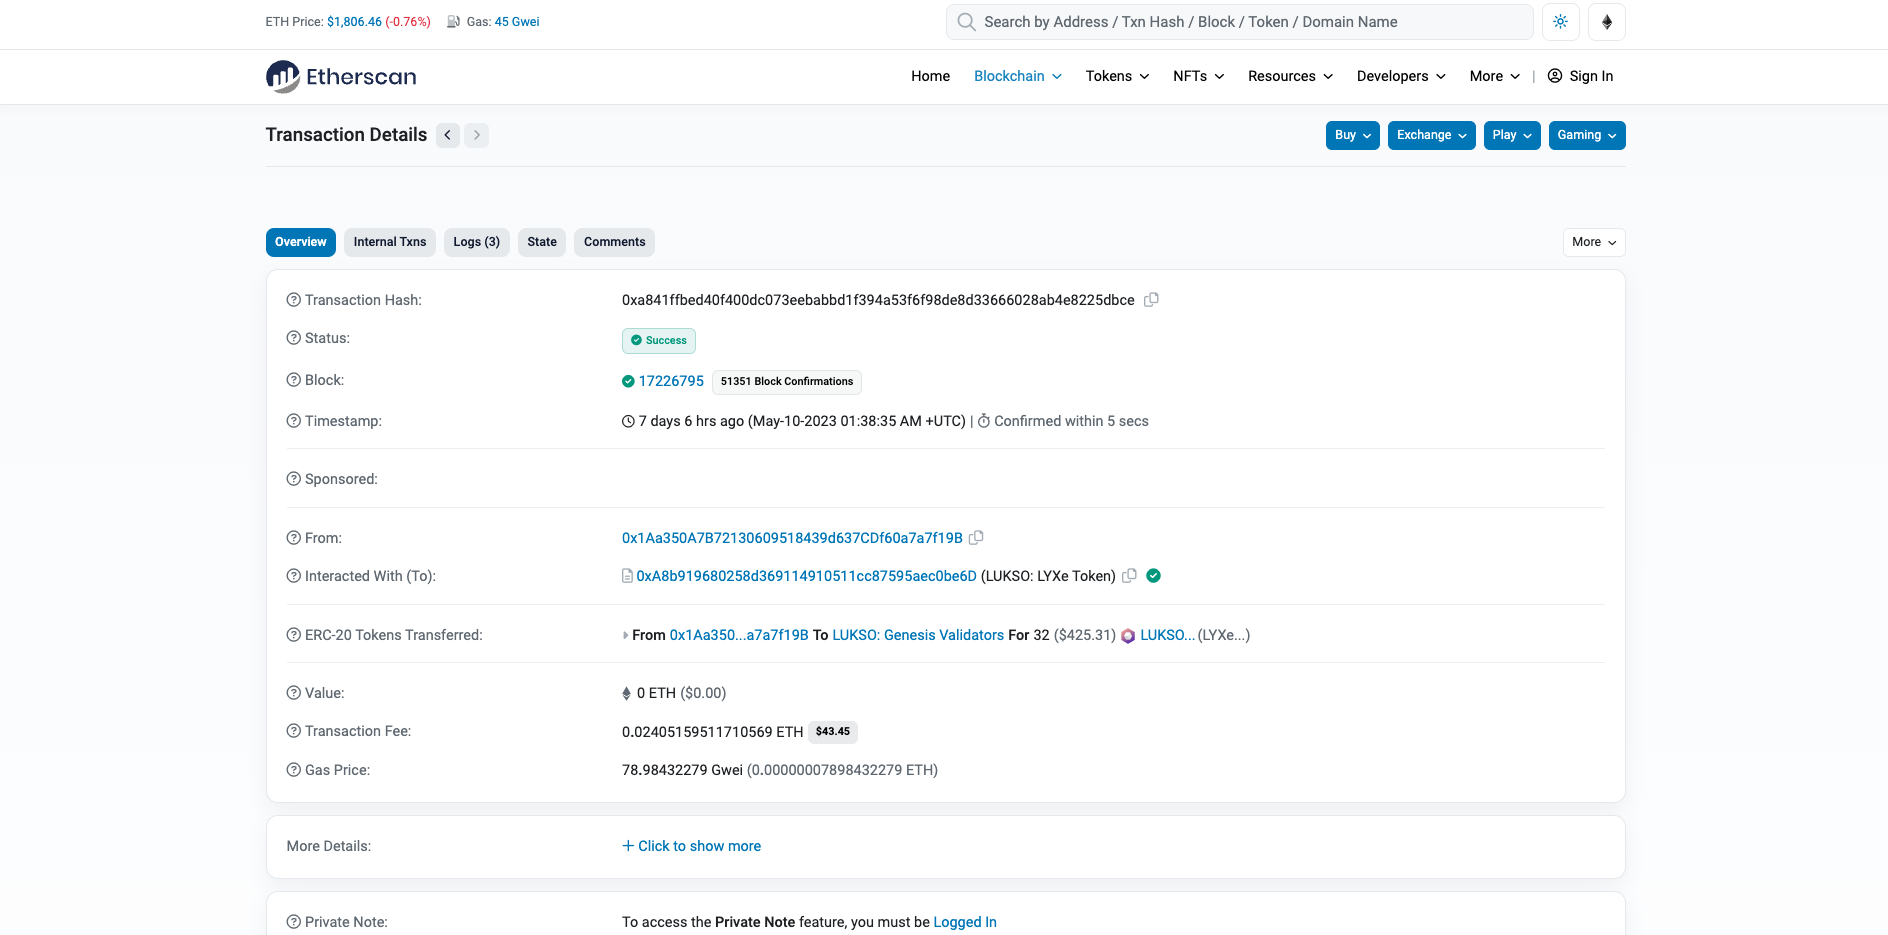 ETH Price: $1,806.46 (-0.76%) Gas: 45 Gwei
Search by Address / Txn Hash / Block / Token / Domain Name
Etherscan
Home Blockchain Tokens NFTs Resources Developers More | Sign In
Transaction Details
Buy Exchange Play Gaming
Overview Internal Txns Logs (3) State Comments
More
Transaction Hash: 0xa841ffbed40f400dc073eebabbd1f394a53f6f98de8d33666028ab4e8225dbce
Status: Success
Block: 17226795 51351 Block Confirmations
Timestamp: 7 days 6 hrs ago (May-10-2023 01:38:35 AM +UTC) | Confirmed within 5 secs
Sponsored:
From: 0x1Aa350A7B72130609518439d637CDf60a7a7f19B
Interacted With (To): 0xA8b919680258d369114910511cc87595aec0be6D (LUKSO: LYXe Token)
ERC-20 Tokens Transferred: From 0x1Aa350...a7a7f19B To LUKSO: Genesis Validators For 32 ($425.31) LUKSO... (LYXe...)
Value: 0 ETH ($0.00)
Transaction Fee: 0.02405159511710569 ETH $43.45
Gas Price: 78.98432279 Gwei (0.00000007898432279 ETH)
More Details: + Click to show more
Private Note: To access the Private Note feature, you must be Logged In